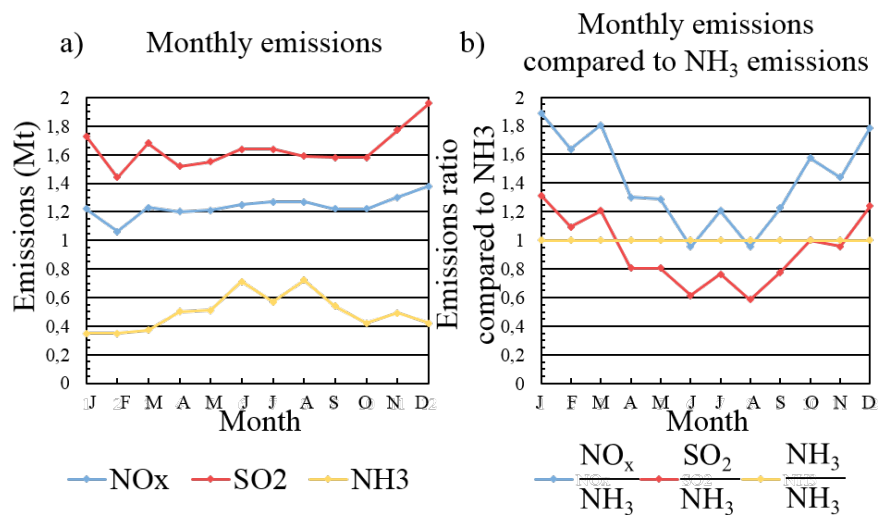 a) Monthly emissions
Emissions (Mt)
2
1,8
1,6
1,4
1,2
1
0,8
0,6
0,4
0,2
0
J F M A M J J A S O N D
Month
NOx SO2 NH3
b) Monthly emissions
compared to NH₃ emissions
Emissions ratio
compared to NH3
2
1,8
1,6
1,4
1,2
1
0,8
0,6
0,4
0,2
0
J F M A M J J A S O N D
Month
NOₓ SO₂ NH₃
NH₃ NH₃ NH₃